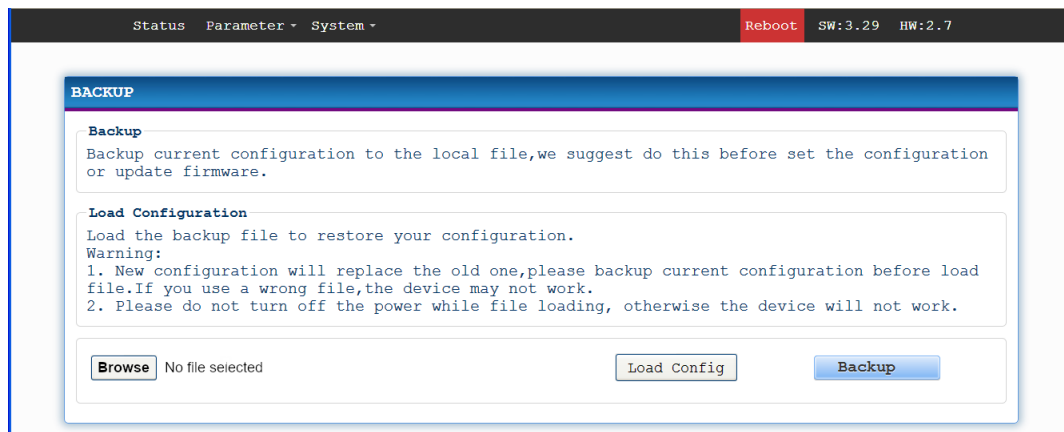 Status Parameter System Reboot SW:3.29 HW:2.7
BACKUP
Backup
Backup current configuration to the local file,we suggest do this before set the configuration
or update firmware.
Load Configuration
Load the backup file to restore your configuration.
Warning:
1. New configuration will replace the old one,please backup current configuration before load
file.If you use a wrong file,the device may not work.
2. Please do not turn off the power while file loading, otherwise the device will not work.
Browse No file seiected Load Config Backup